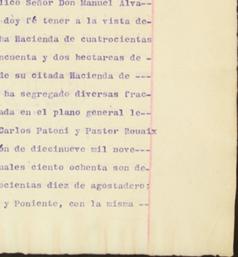 lico Señor Don Manuel Alva--
doy fé tener a la vista de-
ha Hacienda de cuatrocientas
ncuenta y dos hectareas de -
de su citada Hacienda de ---
ha segregado diversas frac-
ada en el plano general le--
Carlos Patoni y Pastor Rouaix
ón de diecinueve mil nove---
uales ciento ochenta son de-
ocientas diez de agostadero;
y Poniente, con la misma --